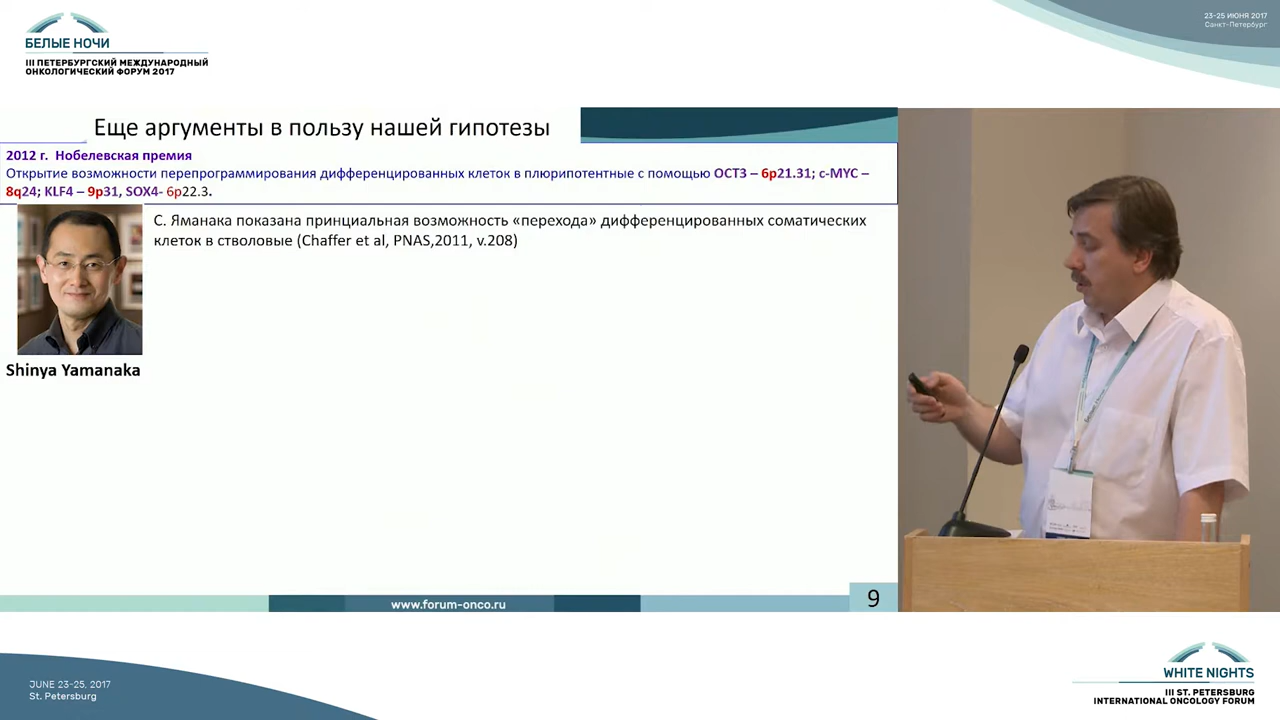 БЕЛЫЕ НОЧИ
III ПЕТЕРБУРГСКИЙ МЕЖДУНАРОДНЫЙ
ОНКОЛОГИЧЕСКИЙ ФОРУМ 2017
23-25 ИЮНЯ 2017
Санкт-Петербург
Еще аргументы в пользу нашей гипотезы
2012 г. Нобелевская премия
Открытие возможности перепрограммирования дифференцированных клеток в плюрипотентные с помощью OCT3 – 6p21.31; c-MYC –
8q24; KLF4 – 9p31, SOX4- 6p22.3.
С. Яманака показана принциальная возможность «перехода» дифференцированных соматических
клеток в стволовые (Chaffer et al, PNAS,2011, v.208)
Shinya Yamanaka
www.forum-onco.ru
9
JUNE 23-25, 2017
St. Petersburg
WHITE NIGHTS
III ST. PETERSBURG
INTERNATIONAL ONCOLOGY FORUM